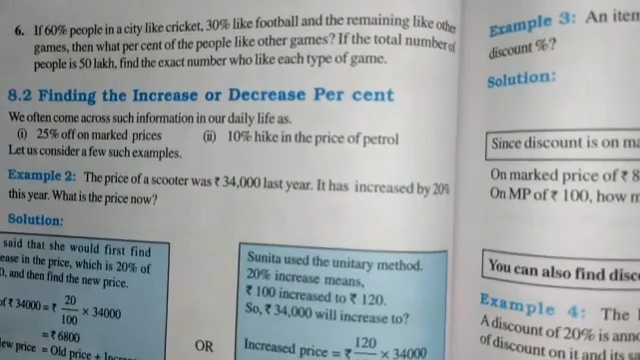 6. If 60% people in a city like cricket, 30% like football and the remaining like other
games, then what per cent of the people like other games? If the total number of
people is 50 lakh, find the exact number who like each type of game.
8.2 Finding the Increase or Decrease Per cent
We often come across such information in our daily life as.
(i) 25% off on marked prices (ii) 10% hike in the price of petrol
Let us consider a few such examples.
Example 2: The price of a scooter was ₹ 34,000 last year. It has increased by 20%
this year. What is the price now?
Solution:
said that she would first find
ease in the price, which is 20% of
0, and then find the new price.
of ₹ 34000 = ₹ 20/100 × 34000
= ₹ 6800
New price = Old price +
OR
Sunita used the unitary method.
20% increase means,
₹ 100 increased to ₹ 120.
So, ₹ 34,000 will increase to?
Increased price = ₹ 120 × 34000
Example 3: An item
discount %?
Solution:
Since discount is on ma
On marked price of ₹ 8
On MP of ₹ 100, how m
You can also find disco
Example 4: The
A discount of 20% is ann
of discount on it and its